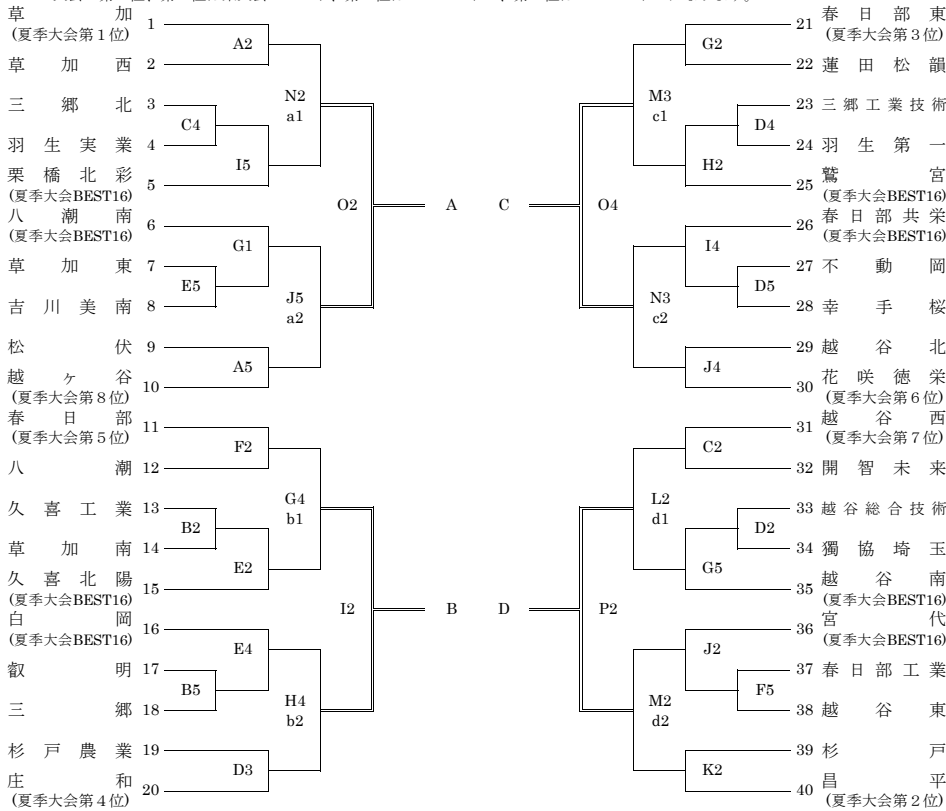 草加 1
(夏季大会第1位)
A2
草加西 2
N2
a1
三郷北 3
C4
羽生実業 4
I5
栗橋北彩 5
(夏季大会BEST16)
O2
A
八潮南 6
(夏季大会BEST16)
G1
草加東 7
E5
吉川美南 8
J5
a2
松伏 9
A5
越ヶ谷 10
(夏季大会第8位)
春日部 11
(夏季大会第5位)
F2
八潮 12
G4
b1
久喜工業 13
B2
草加南 14
E2
久喜北陽 15
(夏季大会BEST16)
I2
B
白岡 16
(夏季大会BEST16)
E4
叡明 17
B5
三郷 18
H4
b2
杉戸農業 19
D3
庄和 20
(夏季大会第4位)
21 春日部東
(夏季大会第3位)
G2
22 蓮田松韻
M3
c1
23 三郷工業技術
D4
24 羽生第一
H2
25 鷲宮
(夏季大会BEST16)
C
O4
26 春日部共栄
(夏季大会BEST16)
I4
27 不動岡
D5
28 幸手桜
N3
c2
29 越谷北
J4
30 花咲徳栄
(夏季大会第6位)
31 越谷西
(夏季大会第7位)
C2
32 開智未来
L2
d1
33 越谷総合技術
D2
34 獨協埼玉
G5
35 越谷南
(夏季大会BEST16)
D
P2
36 宮代
(夏季大会BEST16)
J2
37 春日部工業
F5
38 越谷東
M2
d2
39 杉戸
K2
40 昌平
(夏季大会第2位)